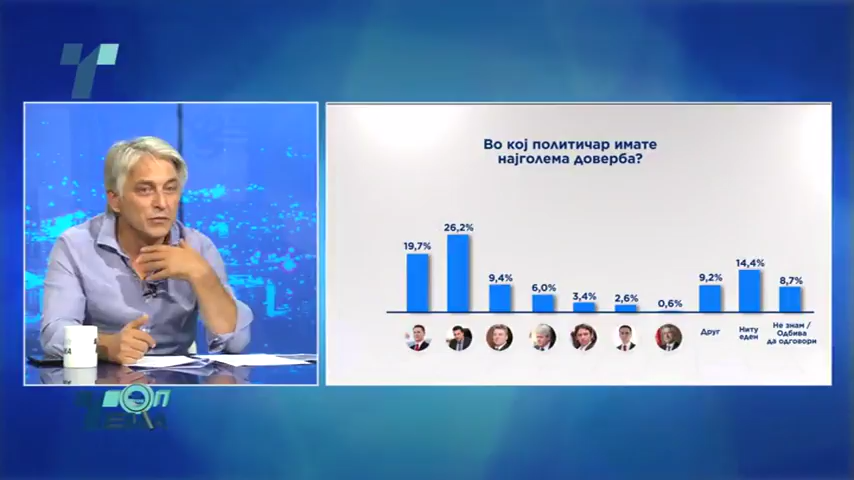 Во кој политичар имате
најголема доверба?
19,7%
26,2%
9,4%
6,0%
3,4%
2,6%
0,6%
9,2%
14,4%
8,7%
Друг
Ниту
еден
Не знам /
Одбива
да одговори